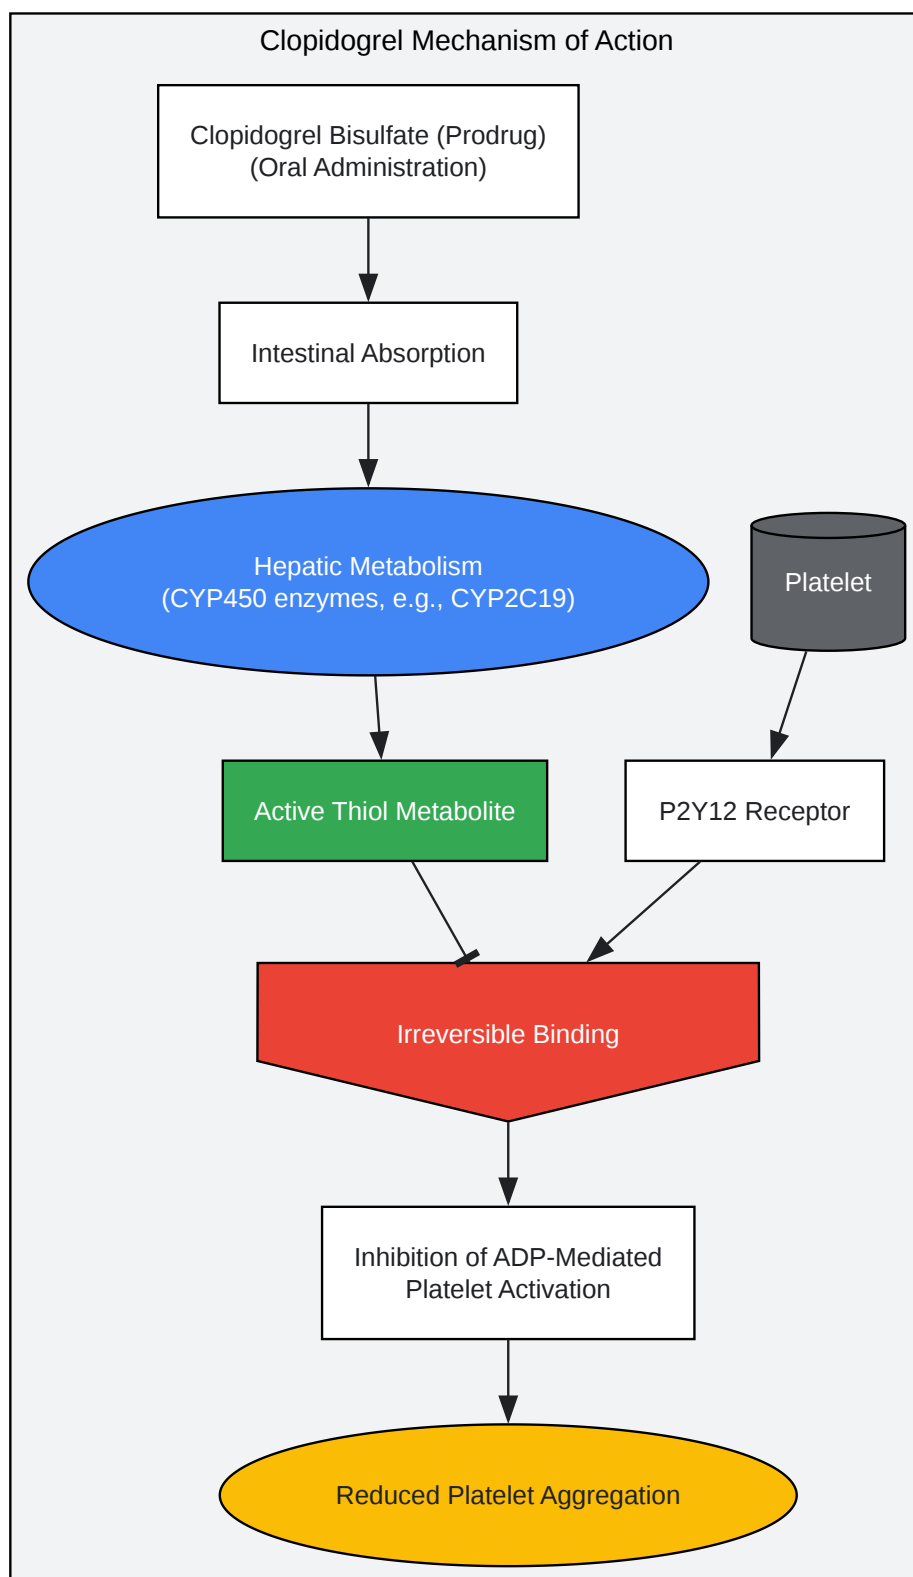 Clopidogrel Mechanism of Action
Clopidogrel Bisulfate (Prodrug)
(Oral Administration)
Intestinal Absorption
Hepatic Metabolism
(CYP450 enzymes, e.g., CYP2C19)
Platelet
Active Thiol Metabolite
P2Y12 Receptor
Irreversible Binding
Inhibition of ADP-Mediated
Platelet Activation
Reduced Platelet Aggregation